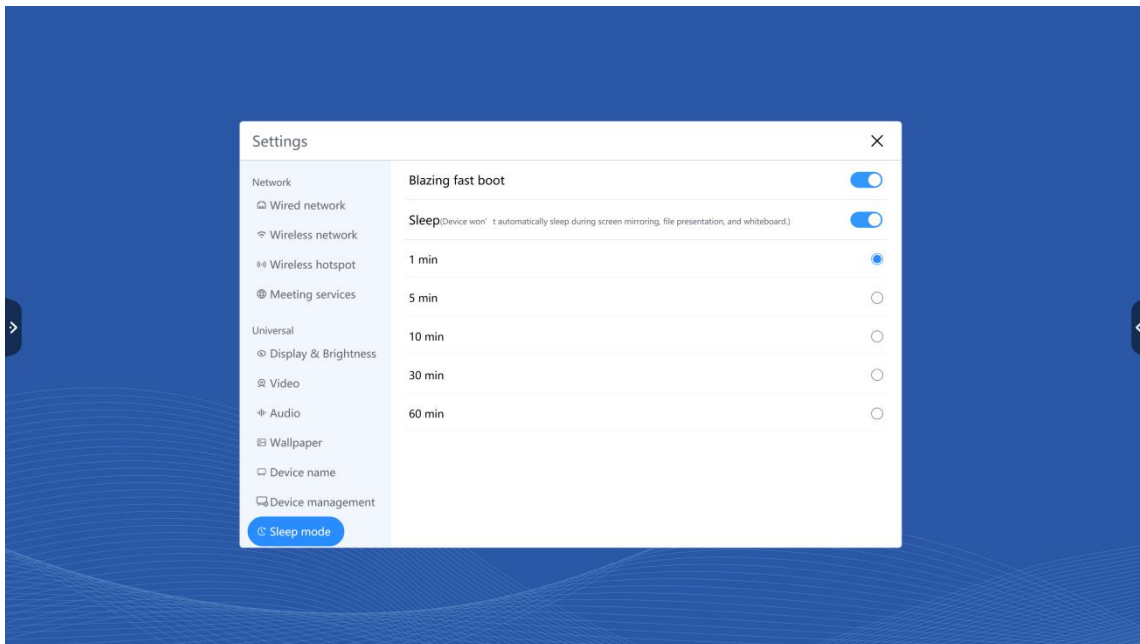 Settings
Network
Wired network
Wireless network
Wireless hotspot
Meeting services
Universal
Display & Brightness
Video
Audio
Wallpaper
Device name
Device management
Sleep mode
Blazing fast boot
Sleep(Device won’t automatically sleep during screen mirroring, file presentation, and whiteboard.)
1 min
5 min
10 min
30 min
60 min